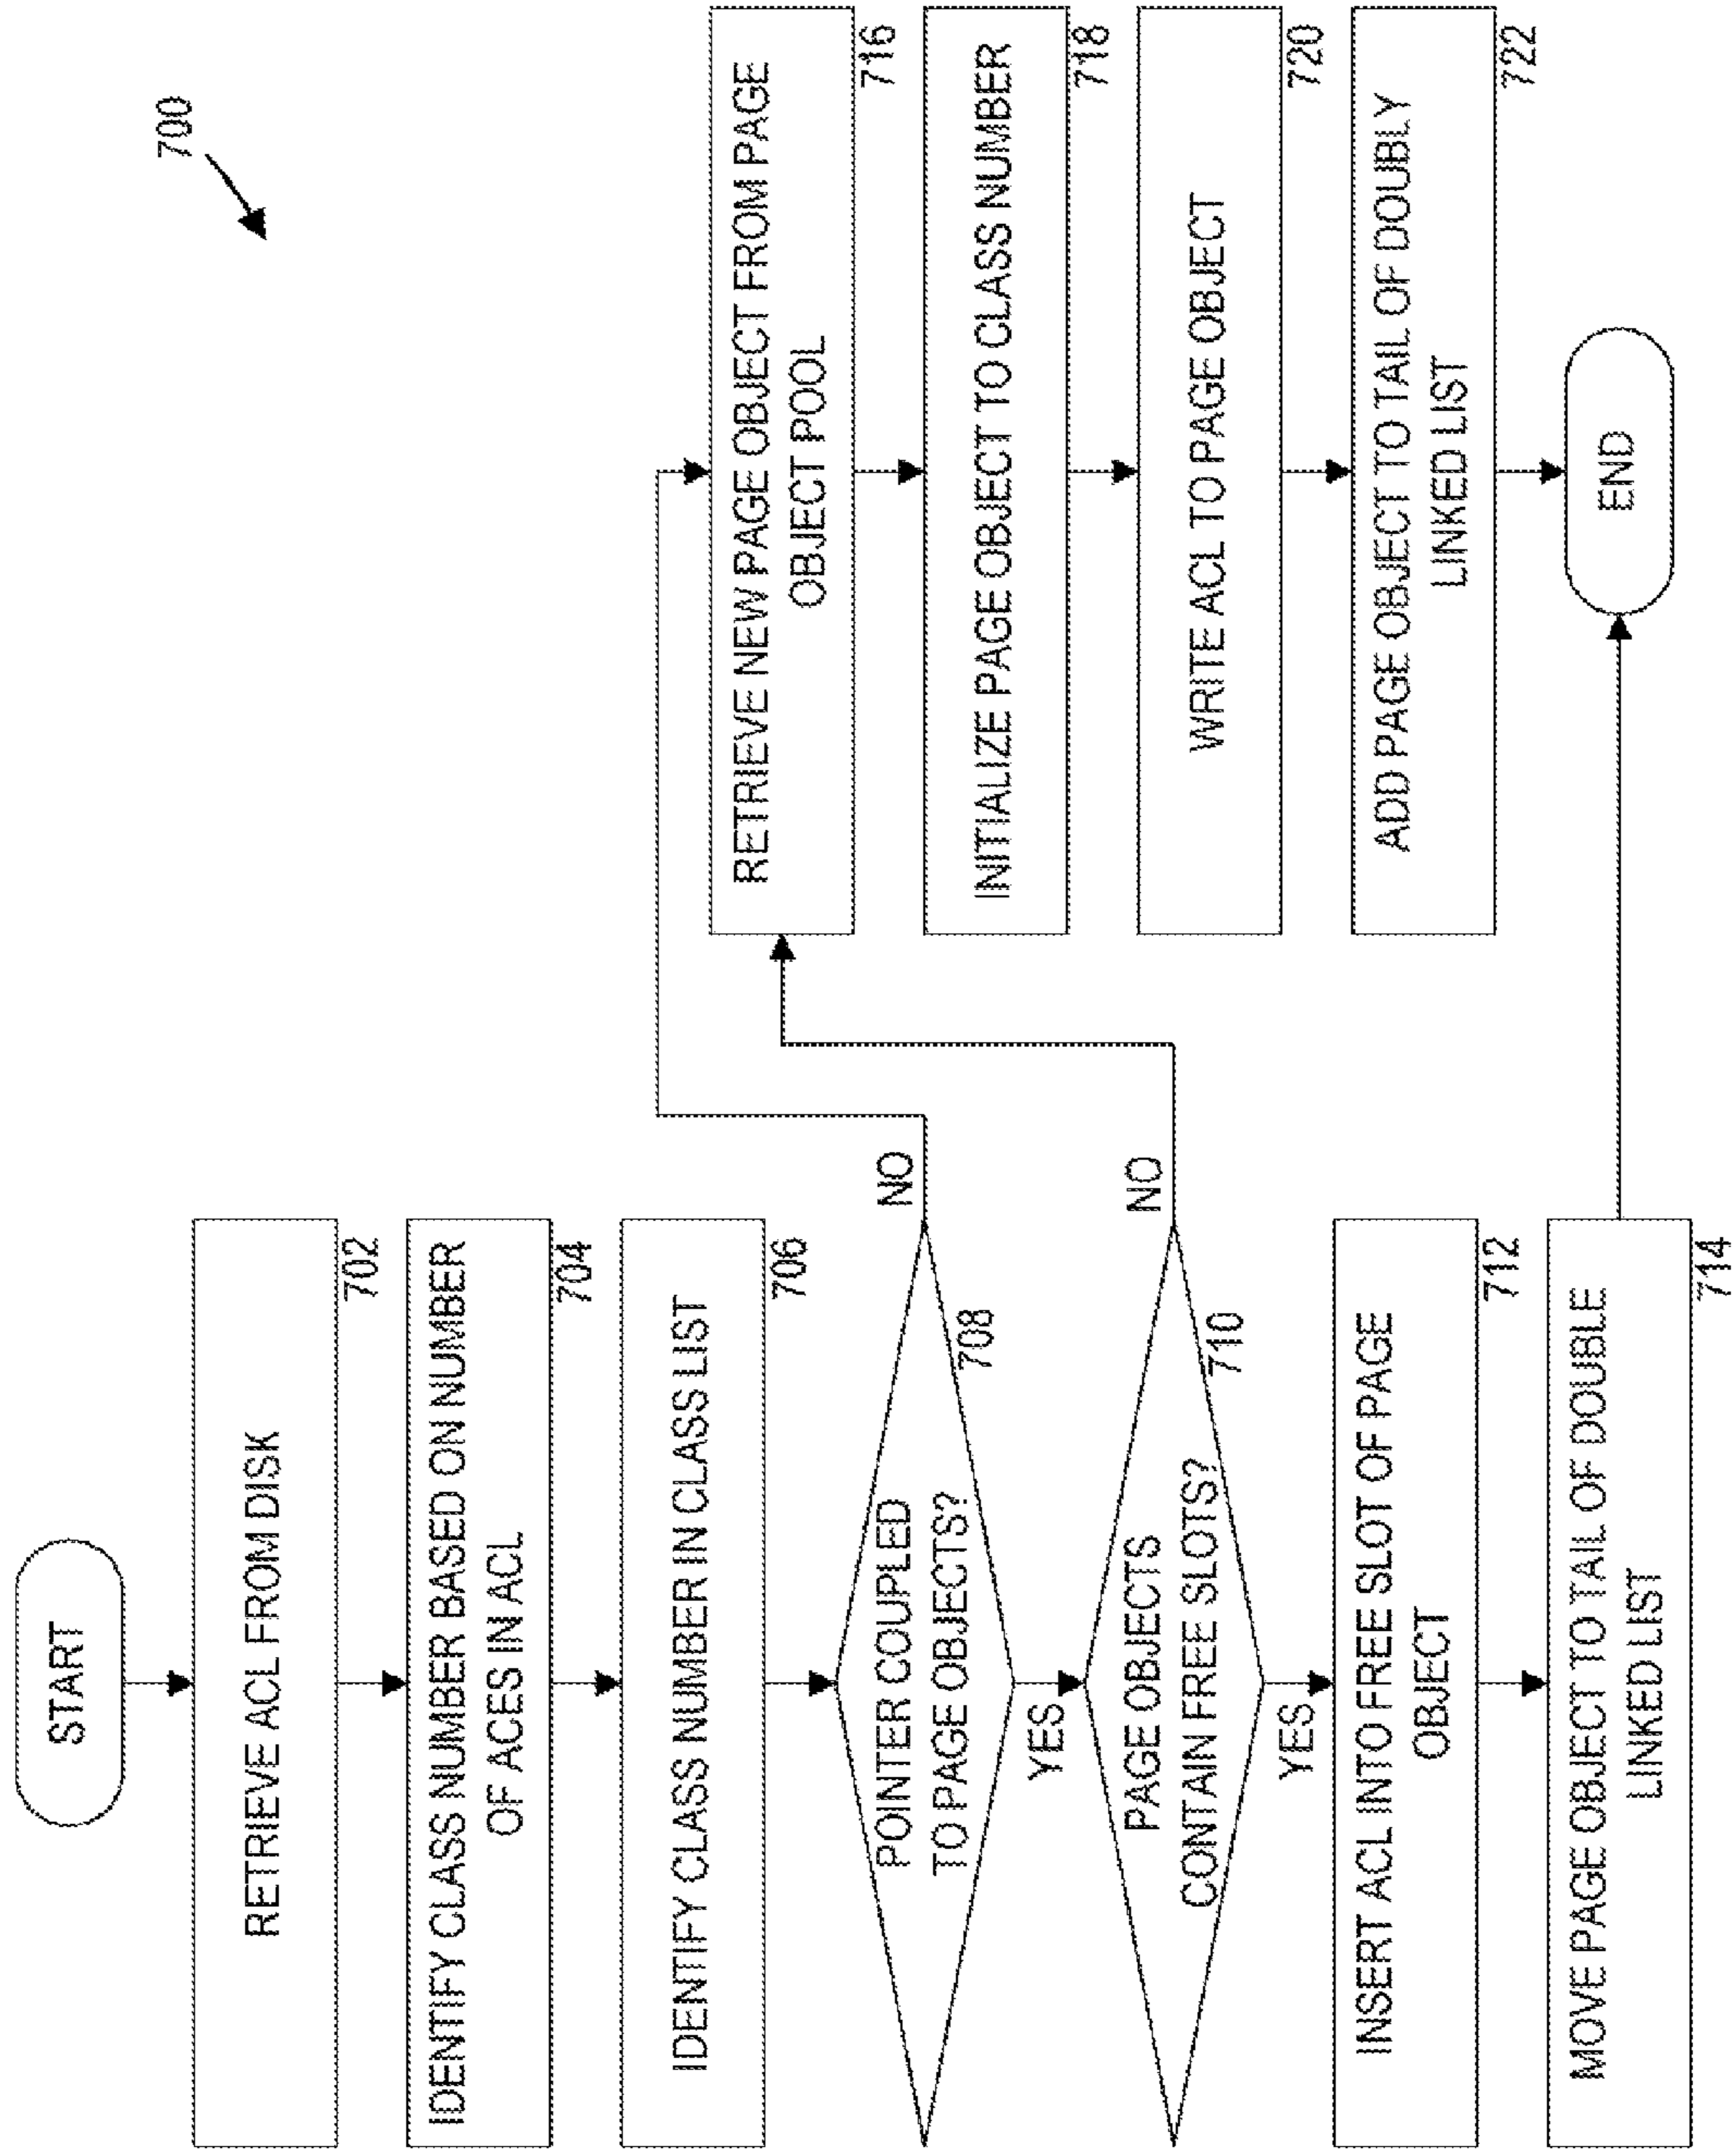 700
START
RETRIEVE ACL FROM DISK
702
IDENTIFY CLASS NUMBER BASED ON NUMBER
OF ACES IN ACL
704
IDENTIFY CLASS NUMBER IN CLASS LIST
706
POINTER COUPLED
TO PAGE OBJECTS?
708
NO
YES
PAGE OBJECTS
CONTAIN FREE SLOTS?
710
NO
YES
INSERT ACL INTO FREE SLOT OF PAGE
OBJECT
712
MOVE PAGE OBJECT TO TAIL OF DOUBLE
LINKED LIST
714
RETRIEVE NEW PAGE OBJECT FROM PAGE
OBJECT POOL
716
INITIALIZE PAGE OBJECT TO CLASS NUMBER
718
WRITE ACL TO PAGE OBJECT
720
ADD PAGE OBJECT TO TAIL OF DOUBLY
LINKED LIST
722
END